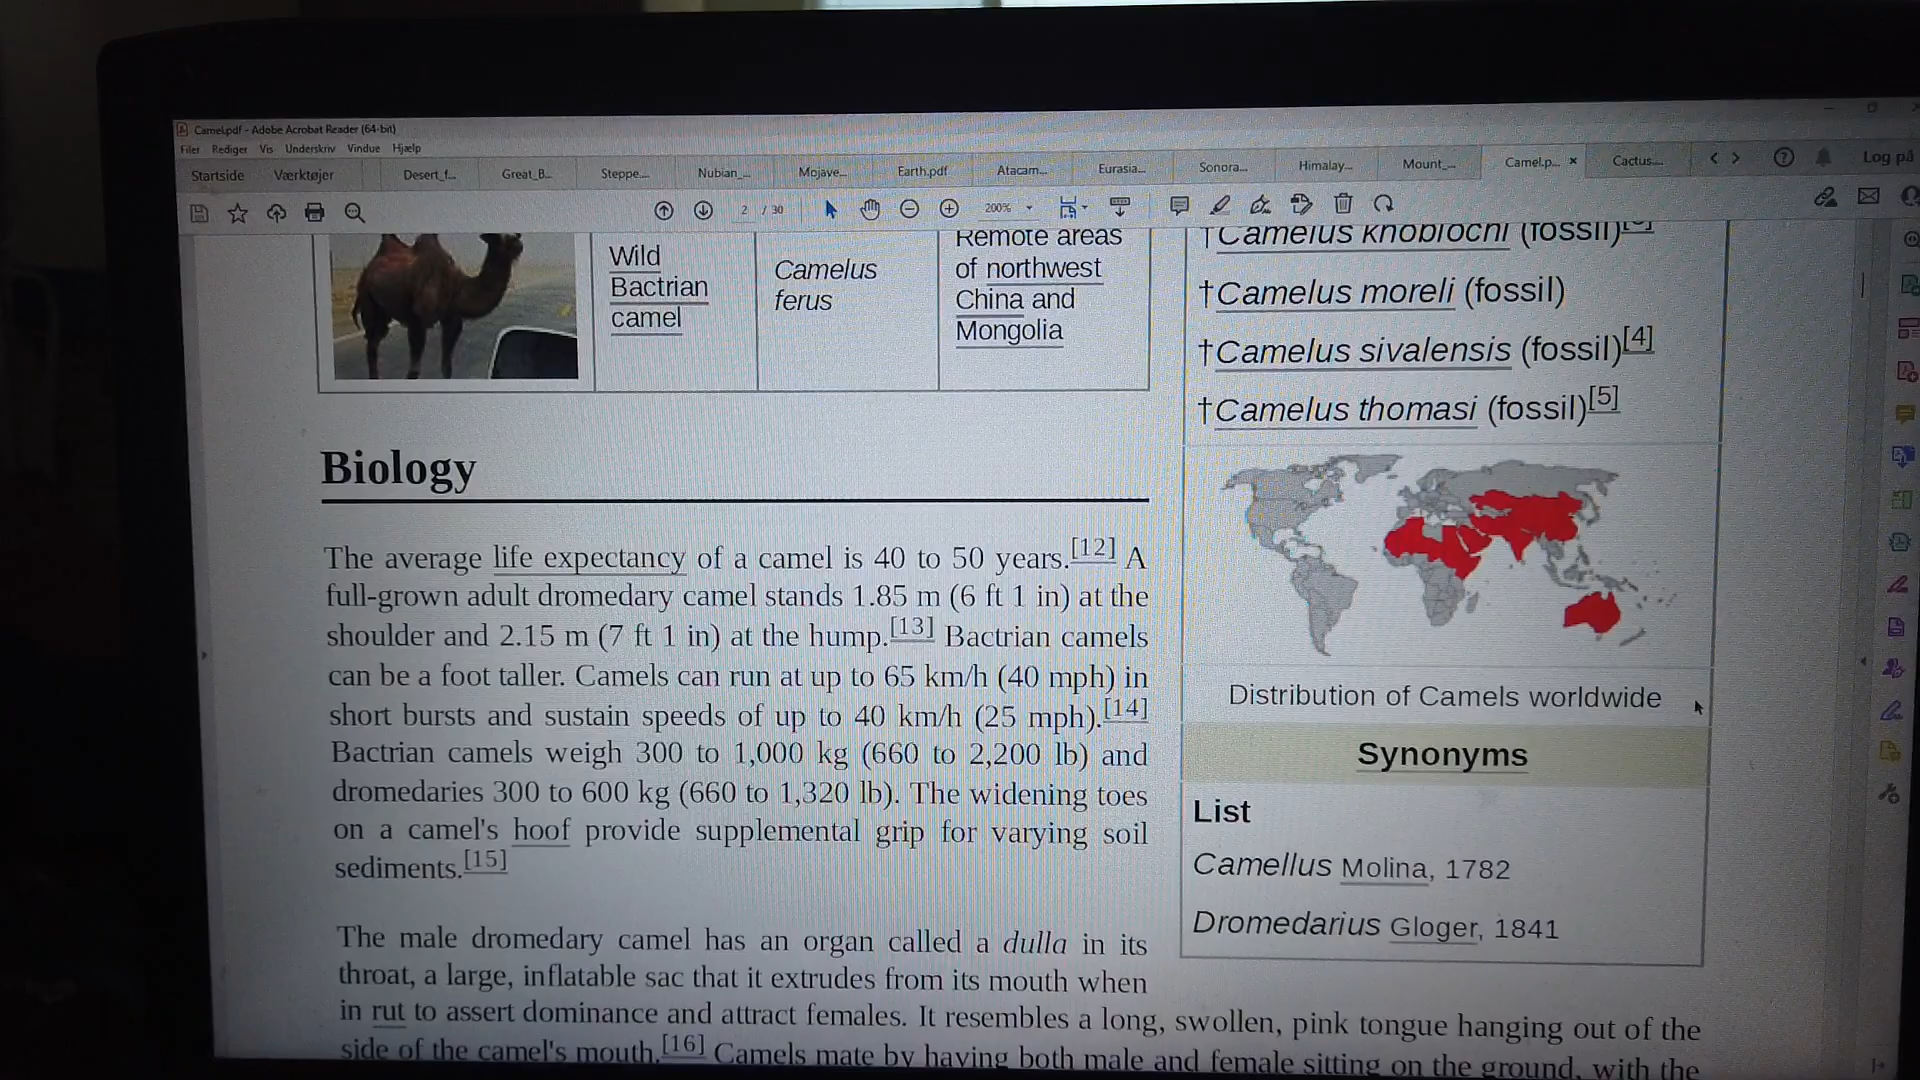 Camel.pdf - Adobe Acrobat Reader (64-bit)
Filer Rediger Vis Underskriv Vindue Hjælp
Startside Værktøjer Desert_f... Great_B... Steppe.... Nubian_... Mojave... Earth.pdf Atacam... Eurasia... Sonora... Himalay... Mount_... Camel.p... × Cactus.... Log på
2 / 30 200%
Wild
Bactrian
camel
Camelus
ferus
Remote areas
of northwest
China and
Mongolia
†Camelus knoblochi (fossil)
†Camelus moreli (fossil)
†Camelus sivalensis (fossil)[4]
†Camelus thomasi (fossil)[5]
Distribution of Camels worldwide
Synonyms
List
Camellus Molina, 1782
Dromedarius Gloger, 1841
Biology
The average life expectancy of a camel is 40 to 50 years.[12] A
full-grown adult dromedary camel stands 1.85 m (6 ft 1 in) at the
shoulder and 2.15 m (7 ft 1 in) at the hump.[13] Bactrian camels
can be a foot taller. Camels can run at up to 65 km/h (40 mph) in
short bursts and sustain speeds of up to 40 km/h (25 mph).[14]
Bactrian camels weigh 300 to 1,000 kg (660 to 2,200 lb) and
dromedaries 300 to 600 kg (660 to 1,320 lb). The widening toes
on a camel's hoof provide supplemental grip for varying soil
sediments.[15]
The male dromedary camel has an organ called a dulla in its
throat, a large, inflatable sac that it extrudes from its mouth when
in rut to assert dominance and attract females. It resembles a long, swollen, pink tongue hanging out of the
side of the camel's mouth.[16] Camels mate by having both male and female sitting on the ground, with the